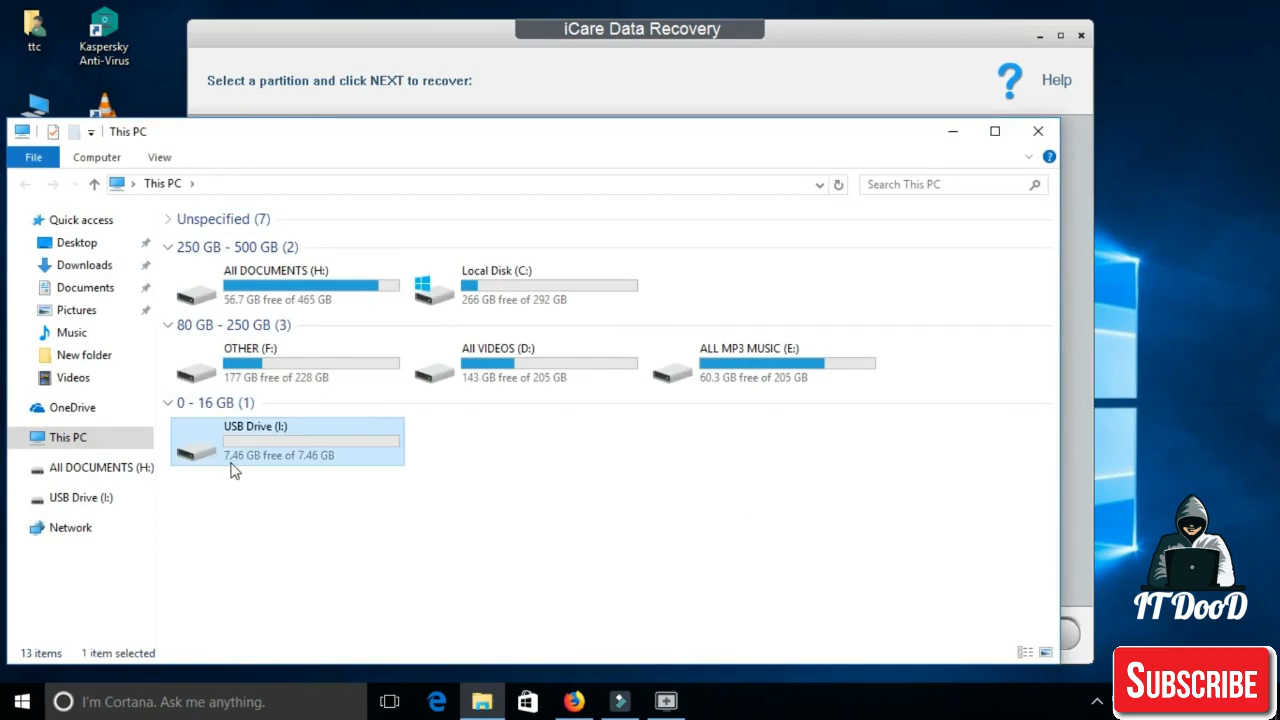 ttc
Kaspersky
Anti-Virus
iCare Data Recovery
Select a partition and click NEXT to recover:
? Help
This PC
File Computer View
This PC
Search This PC
Quick access
Desktop
Downloads
Documents
Pictures
Music
New folder
Videos
OneDrive
This PC
All DOCUMENTS (H:)
USB Drive (I:)
Network
Unspecified (7)
250 GB - 500 GB (2)
All DOCUMENTS (H:)
56.7 GB free of 465 GB
Local Disk (C:)
266 GB free of 292 GB
80 GB - 250 GB (3)
OTHER (F:)
177 GB free of 228 GB
All VIDEOS (D:)
143 GB free of 205 GB
ALL MP3 MUSIC (E:)
60.3 GB free of 205 GB
0 - 16 GB (1)
USB Drive (I:)
7.46 GB free of 7.46 GB
13 items 1 item selected
IT DooD
SUBSCRIBE
I'm Cortana. Ask me anything.